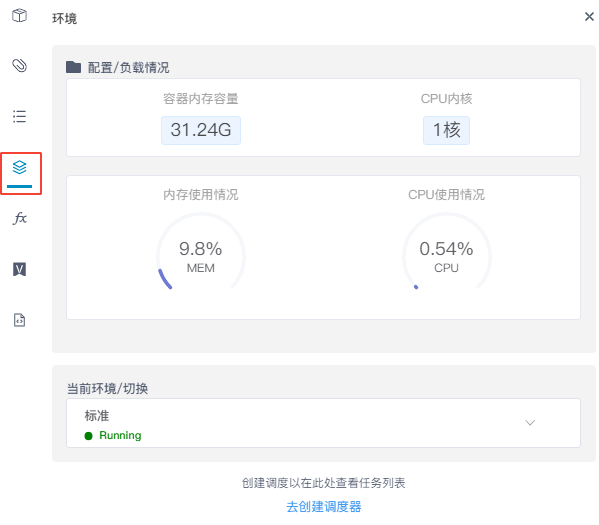 环境
配置/负载情况
容器内存容量
CPU内核
31.24G
1核
内存使用情况
CPU使用情况
9.8%
MEM
0.54%
CPU
fx
V
当前环境/切换
标准
Running
创建调度以在此处查看任务列表
去创建调度器